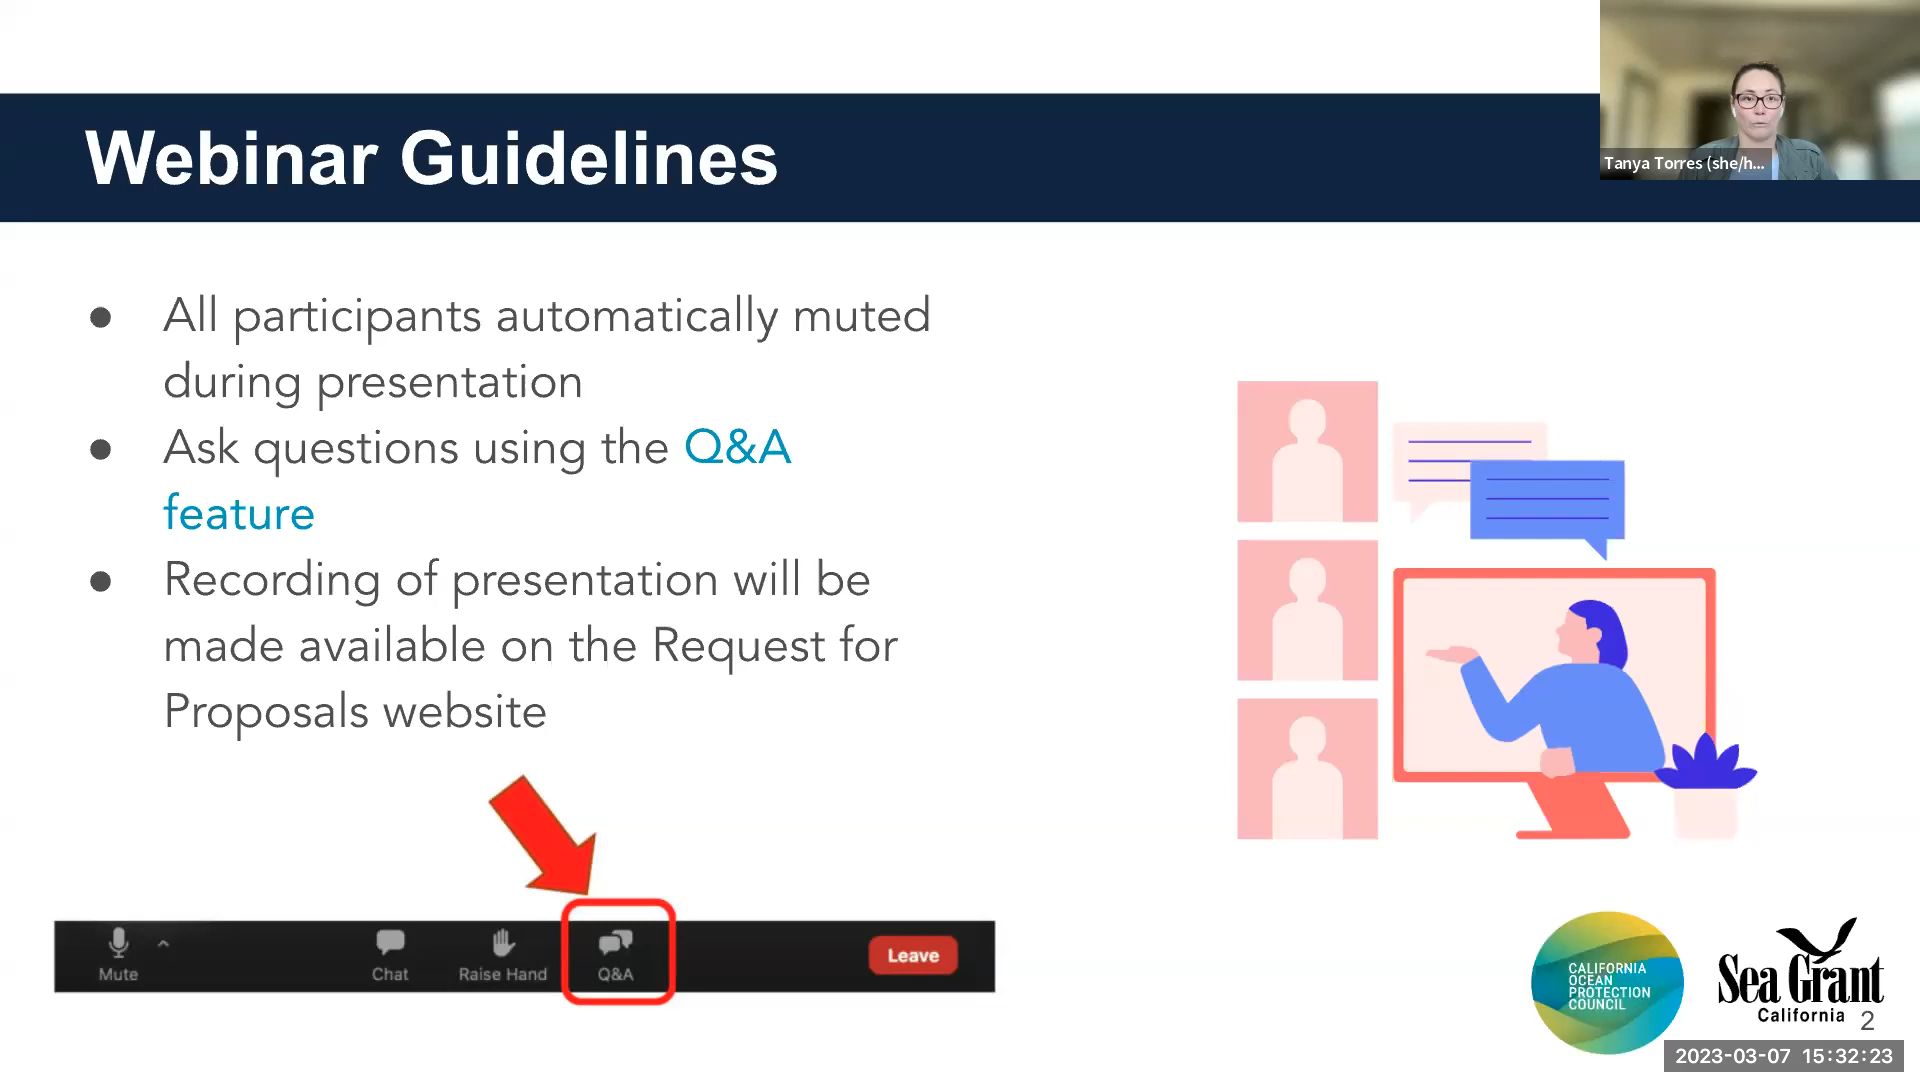 Webinar Guidelines
Tanya Torres (she/h...
● All participants automatically muted
during presentation
● Ask questions using the Q&A
feature
● Recording of presentation will be
made available on the Request for
Proposals website
Mute
Chat
Raise Hand
Q&A
Leave
CALIFORNIA
OCEAN
PROTECTION
COUNCIL
Sea Grant
California
2
2023-03-07 15:32:23